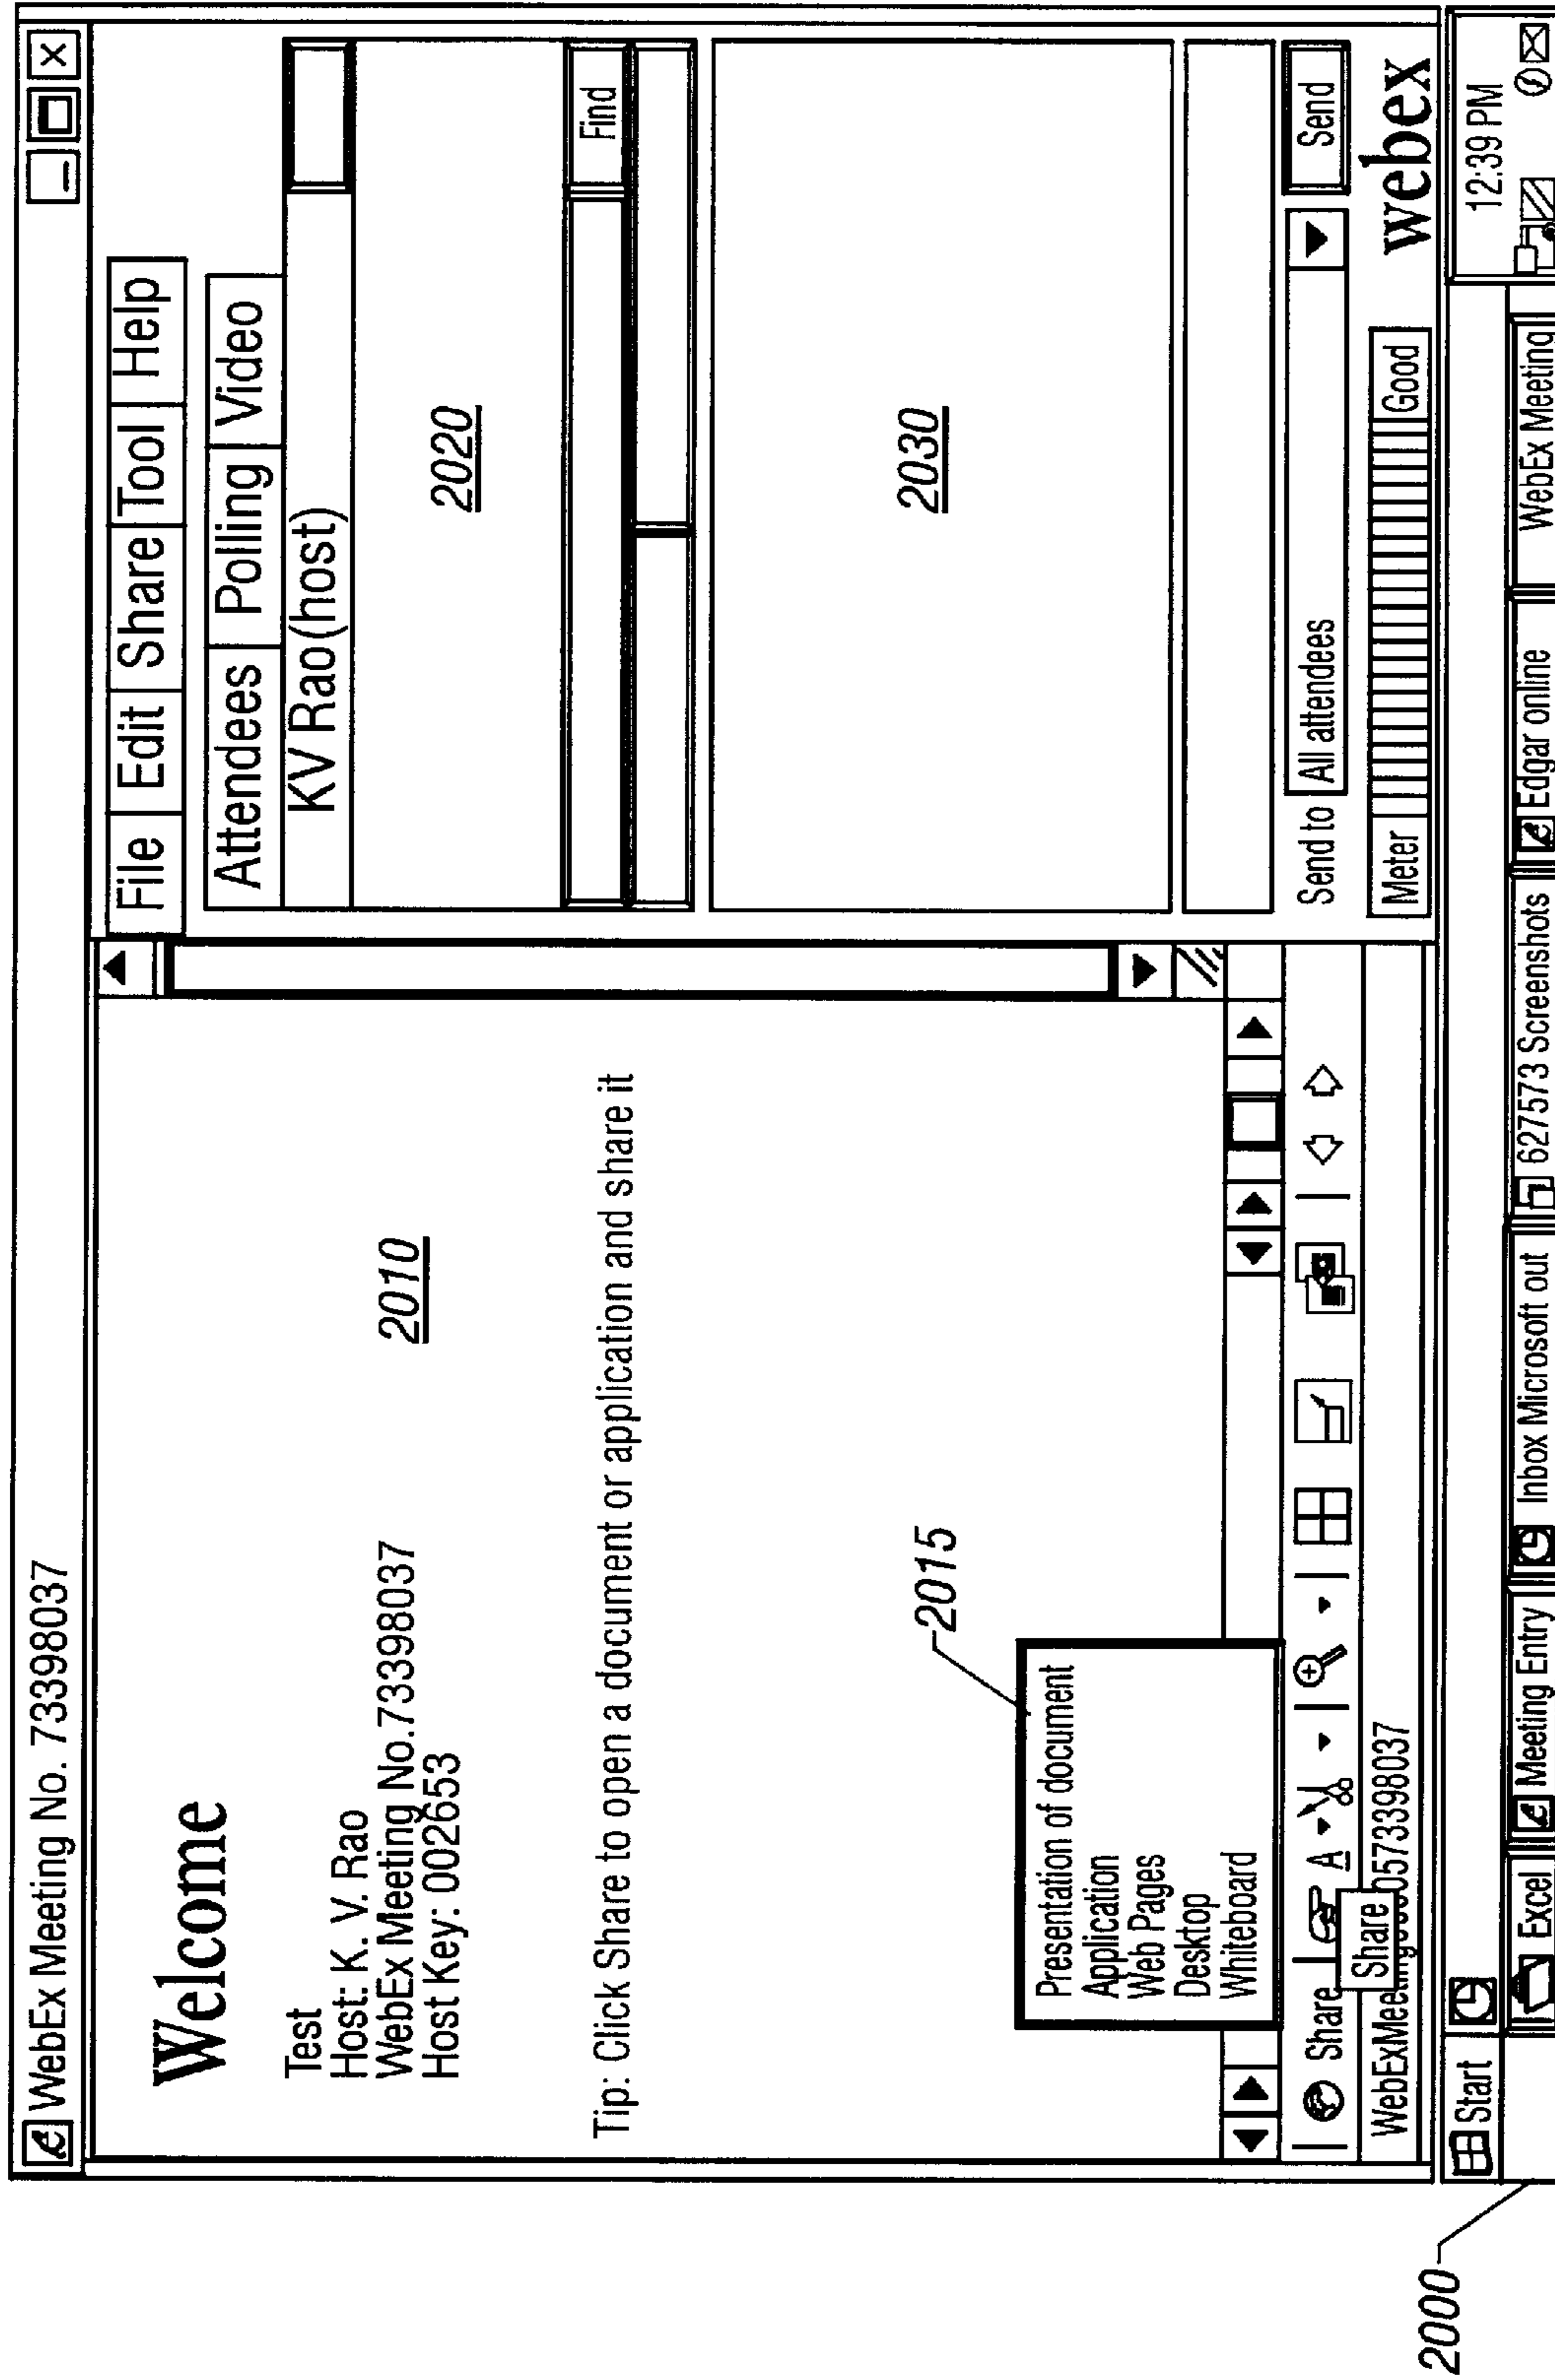 WebEx Meeting No. 73398037
File Edit Share Tool Help
Welcome
Attendees Polling Video
Test
KV Rao (host)
Host: K. V. Rao
WebEx Meeting No.73398037
Host Key: 002653
2010
2020
Find
Tip: Click Share to open a document or application and share it
2030
2015
Presentation of document
Application
Web Pages
Desktop
Whiteboard
Send to All attendees Send
Share A
Share
Meter Good
webex
Start
12:39 PM
Excel Meeting Entry Inbox Microsoft out 627573 Screenshots Edgar online WebEx Meeting
2000